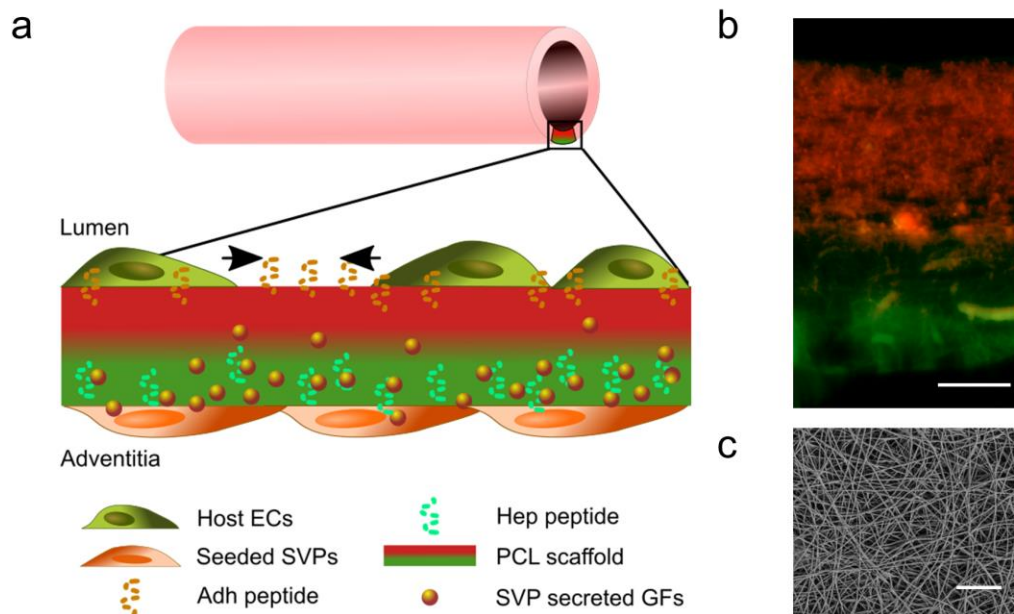 a
b
Lumen
Adventitia
c
Host ECs
Hep peptide
Seeded SVPs
PCL scaffold
Adh peptide
SVP secreted GFs